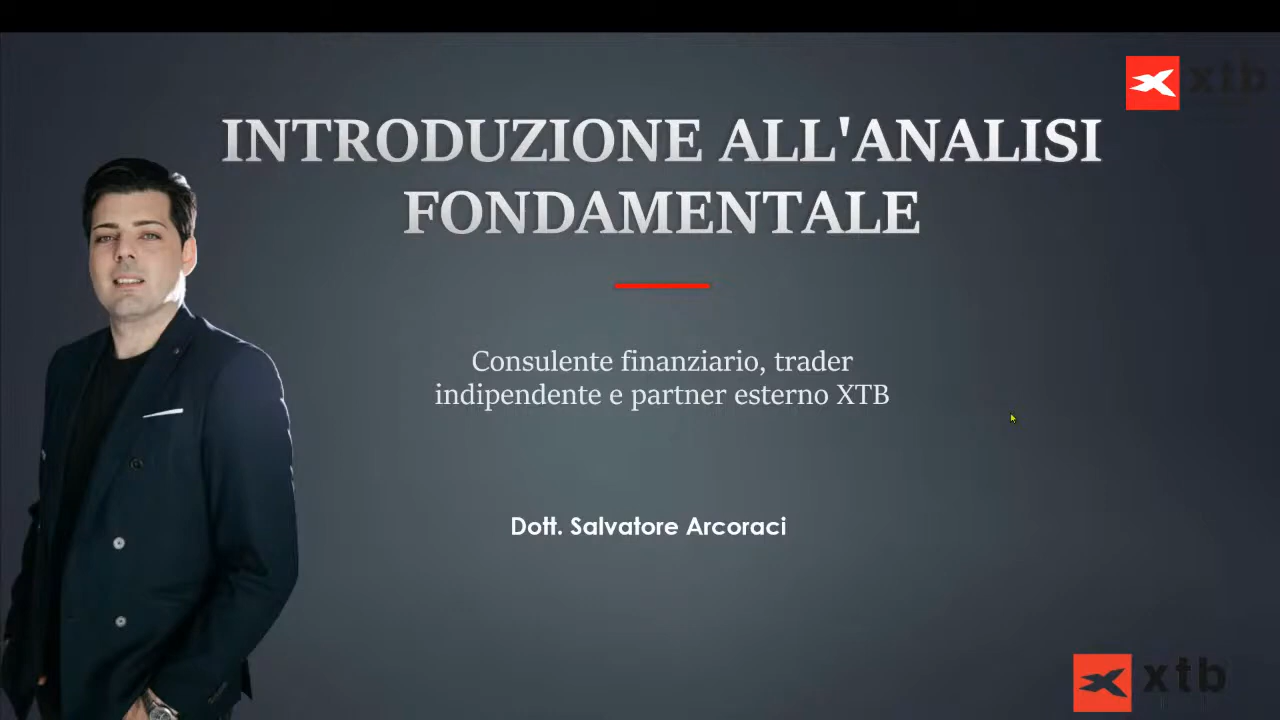 xtb
INTRODUZIONE ALL'ANALISI
FONDAMENTALE
Consulente finanziario, trader
indipendente e partner esterno XTB
Dott. Salvatore Arcoraci
xtb